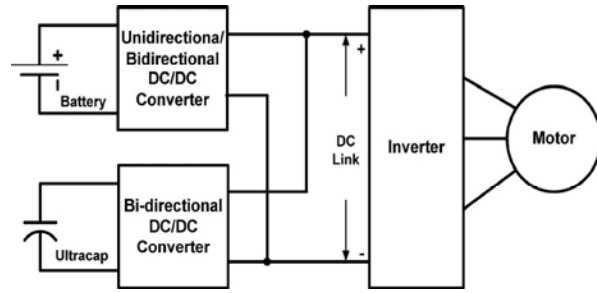 Unidirectiona/
Bidirectional
DC/DC
Converter
+
Battery
Bi-directional
DC/DC
Converter
Ultracap
+
DC
Link
-
Inverter
Motor